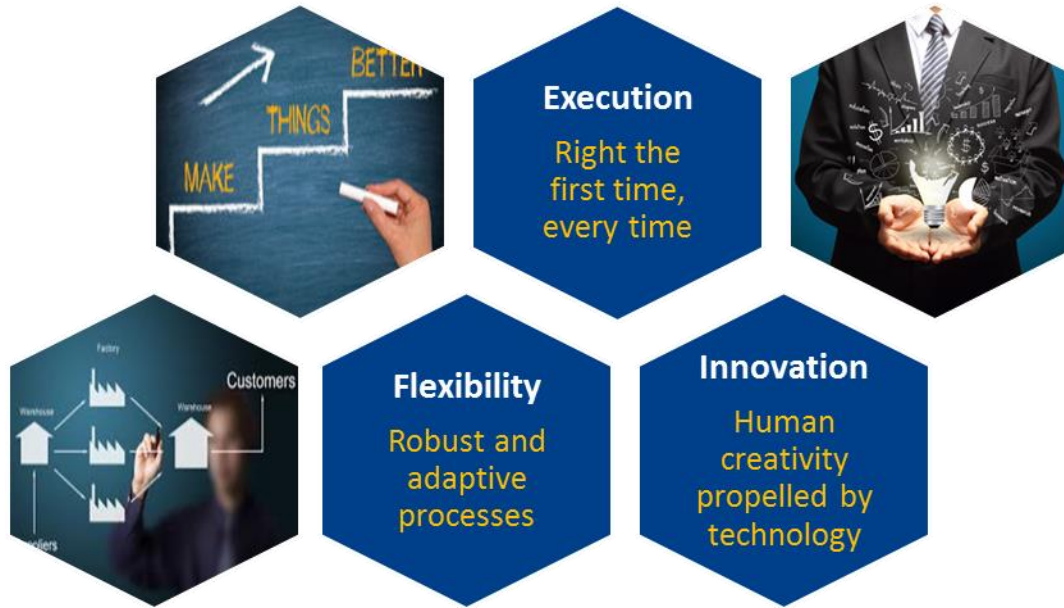 BETTER
THINGS
MAKE
Execution
Right the
first time,
every time
Factory
Customers
Warehouse
Warehouse
Flexibility
Robust and
adaptive
processes
Innovation
Human
creativity
propelled by
technology